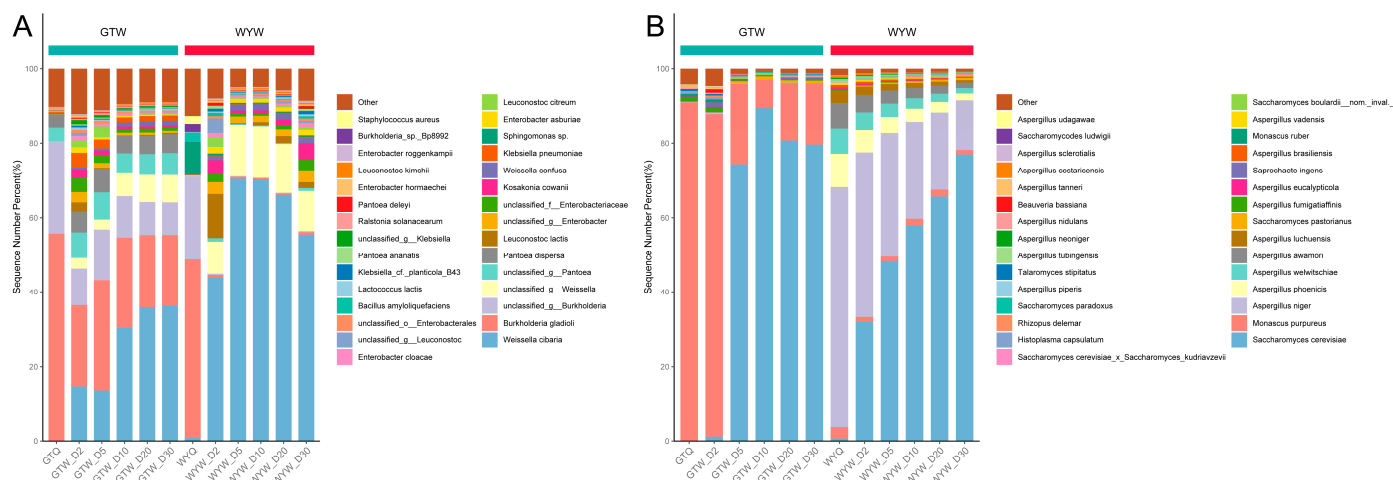 A
GTW
WYW
Sequence Number Percent(%)
100
80
60
40
20
0
GTQ
GTW_D2
GTW_D5
GTW_D10
GTW_D20
GTW_D30
WYQ
WYW_D2
WYW_D5
WYW_D10
WYW_D20
WYW_D30
Other
Staphylococcus aureus
Burkholderia_sp._Bp8992
Enterobacter roggenkampii
Leuconostoc kimchii
Enterobacter hormaechei
Pantoea deleyi
Ralstonia solanacearum
unclassified_g__Klebsiella
Pantoea ananatis
Klebsiella_cf._planticola_B43
Lactococcus lactis
Bacillus amyloliquefaciens
unclassified_o__Enterobacterales
unclassified_g__Leuconostoc
Enterobacter cloacae
Leuconostoc citreum
Enterobacter asburiae
Sphingomonas sp.
Klebsiella pneumoniae
Weissella confusa
Kosakonia cowanii
unclassified_f__Enterobacteriaceae
unclassified_g__Enterobacter
Leuconostoc lactis
Pantoea dispersa
unclassified_g__Pantoea
unclassified_g__Weissella
unclassified_g__Burkholderia
Burkholderia gladioli
Weissella cibaria
B
GTW
WYW
Sequence Number Percent(%)
100
80
60
40
20
0
GTQ
GTW_D2
GTW_D5
GTW_D10
GTW_D20
GTW_D30
WYQ
WYW_D2
WYW_D5
WYW_D10
WYW_D20
WYW_D30
Other
Aspergillus udagawae
Saccharomycodes ludwigii
Aspergillus sclerotialis
Aspergillus costaricensis
Aspergillus tanneri
Beauveria bassiana
Aspergillus nidulans
Aspergillus neoniger
Aspergillus tubingensis
Talaromyces stipitatus
Aspergillus piperis
Saccharomyces paradoxus
Rhizopus delemar
Histoplasma capsulatum
Saccharomyces cerevisiae_x_Saccharomyces_kudriavzevii
Saccharomyces boulardii__nom._inval._
Aspergillus vadensis
Monascus ruber
Aspergillus brasiliensis
Saprochaete ingens
Aspergillus eucalypticola
Aspergillus fumigatiaffinis
Saccharomyces pastorianus
Aspergillus luchuensis
Aspergillus awamori
Aspergillus welwitschiae
Aspergillus phoenicis
Aspergillus niger
Monascus purpureus
Saccharomyces cerevisiae